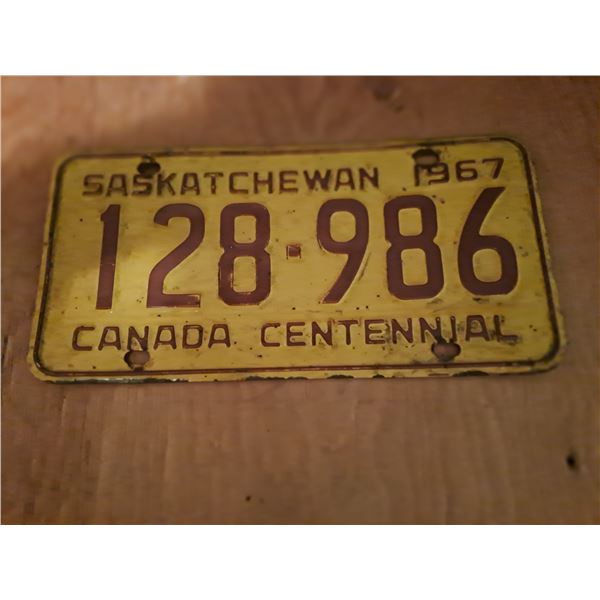 SASKATCHEWAN 1967
128-986
CANADA CENTENNIAL